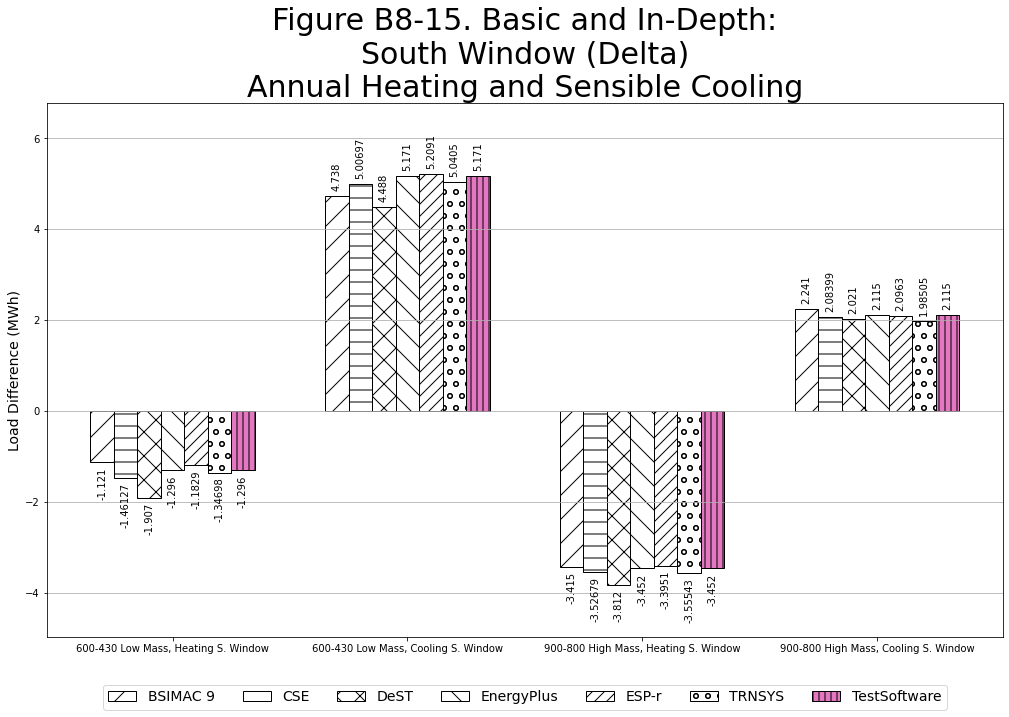 Figure B8-15. Basic and In-Depth:
South Window (Delta)
Annual Heating and Sensible Cooling
Load Difference (MWh)
6
4
2
0
−2
−4
-1.121
-1.46127
-1.907
-1.296
-1.1829
-1.34698
-1.296
4.738
5.00697
4.488
5.171
5.2091
5.0405
5.171
-3.415
-3.52679
-3.812
-3.452
-3.3951
-3.55543
-3.452
2.241
2.08399
2.021
2.115
2.0963
1.98505
2.115
600-430 Low Mass, Heating S. Window
600-430 Low Mass, Cooling S. Window
900-800 High Mass, Heating S. Window
900-800 High Mass, Cooling S. Window
BSIMAC 9
CSE
DeST
EnergyPlus
ESP-r
TRNSYS
TestSoftware